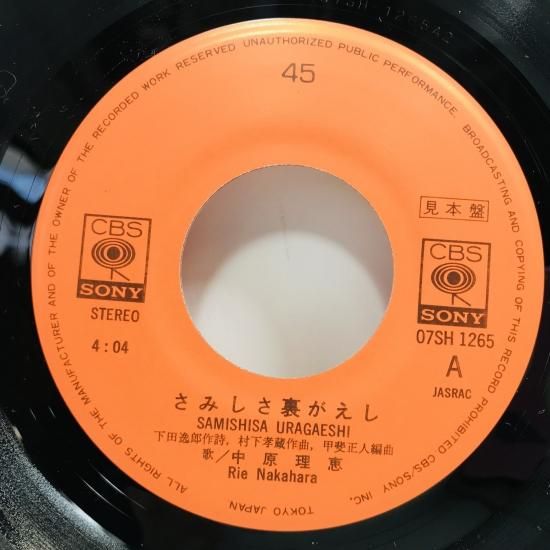 ALL RIGHTS OF THE MANUFACTURER AND OF THE OWNER OF THE RECORDED WORK RESERVED UNAUTHORIZED PUBLIC PERFORMANCE, BROADCASTING AND COPYING OF THIS RECORD PROHIBITED CBS/SONY INC. TOKYO JAPAN
45
見本盤
CBS
SONY
STEREO
4:04
CBS
SONY
07SH 1265
A
JASRAC
さみしさ裏がえし
SAMISHISA URAGAESHI
下田逸郎作詩，村下孝蔵作曲，甲斐正人編曲
歌／中原理恵
Rie Nakahara